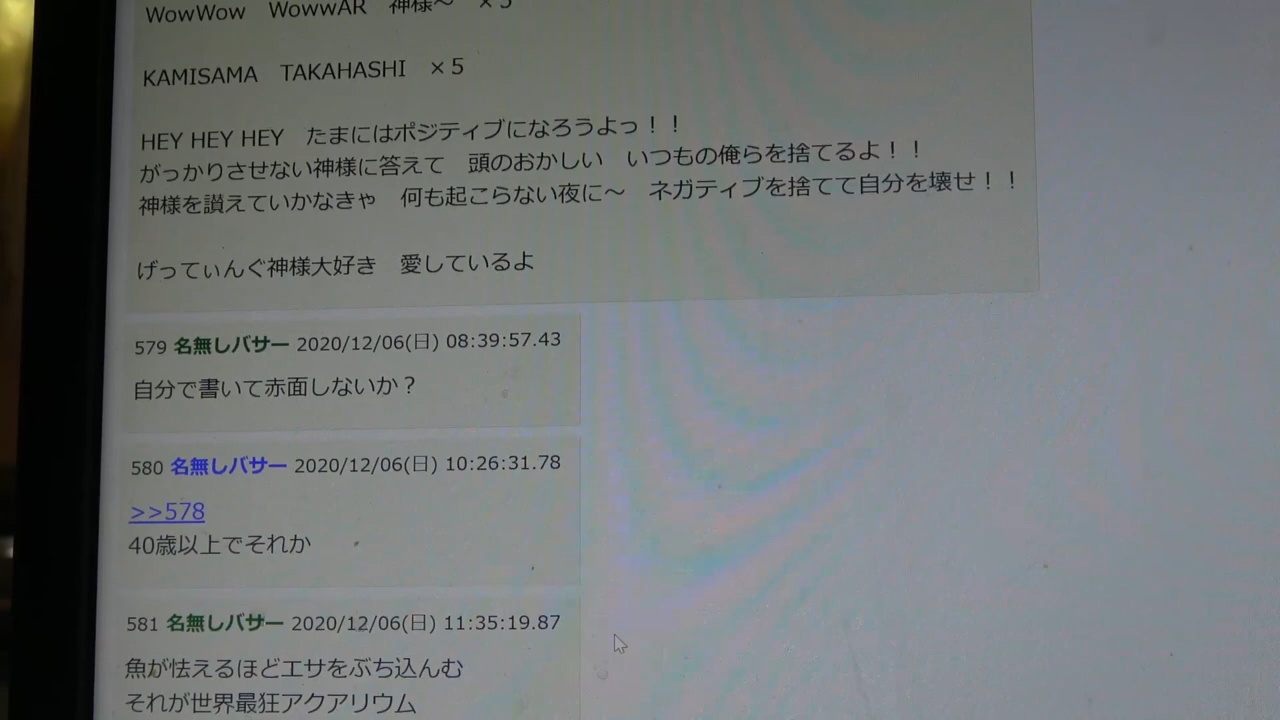 WowWow　WowwAR　神様～　×５
KAMISAMA　TAKAHASHI　×５
HEY HEY HEY　たまにはポジティブになろうよっ！！
がっかりさせない神様に答えて　頭のおかしい　いつもの俺らを捨てるよ！！
神様を讃えていかなきゃ　何も起こらない夜に～　ネガティブを捨てて自分を壊せ！！
げってぃんぐ神様大好き　愛しているよ
579 名無しバサー 2020/12/06(日) 08:39:57.43
自分で書いて赤面しないか？
580 名無しバサー 2020/12/06(日) 10:26:31.78
>>578
40歳以上でそれか
581 名無しバサー 2020/12/06(日) 11:35:19.87
魚が怯えるほどエサをぶち込んむ
それが世界最狂アクアリウム